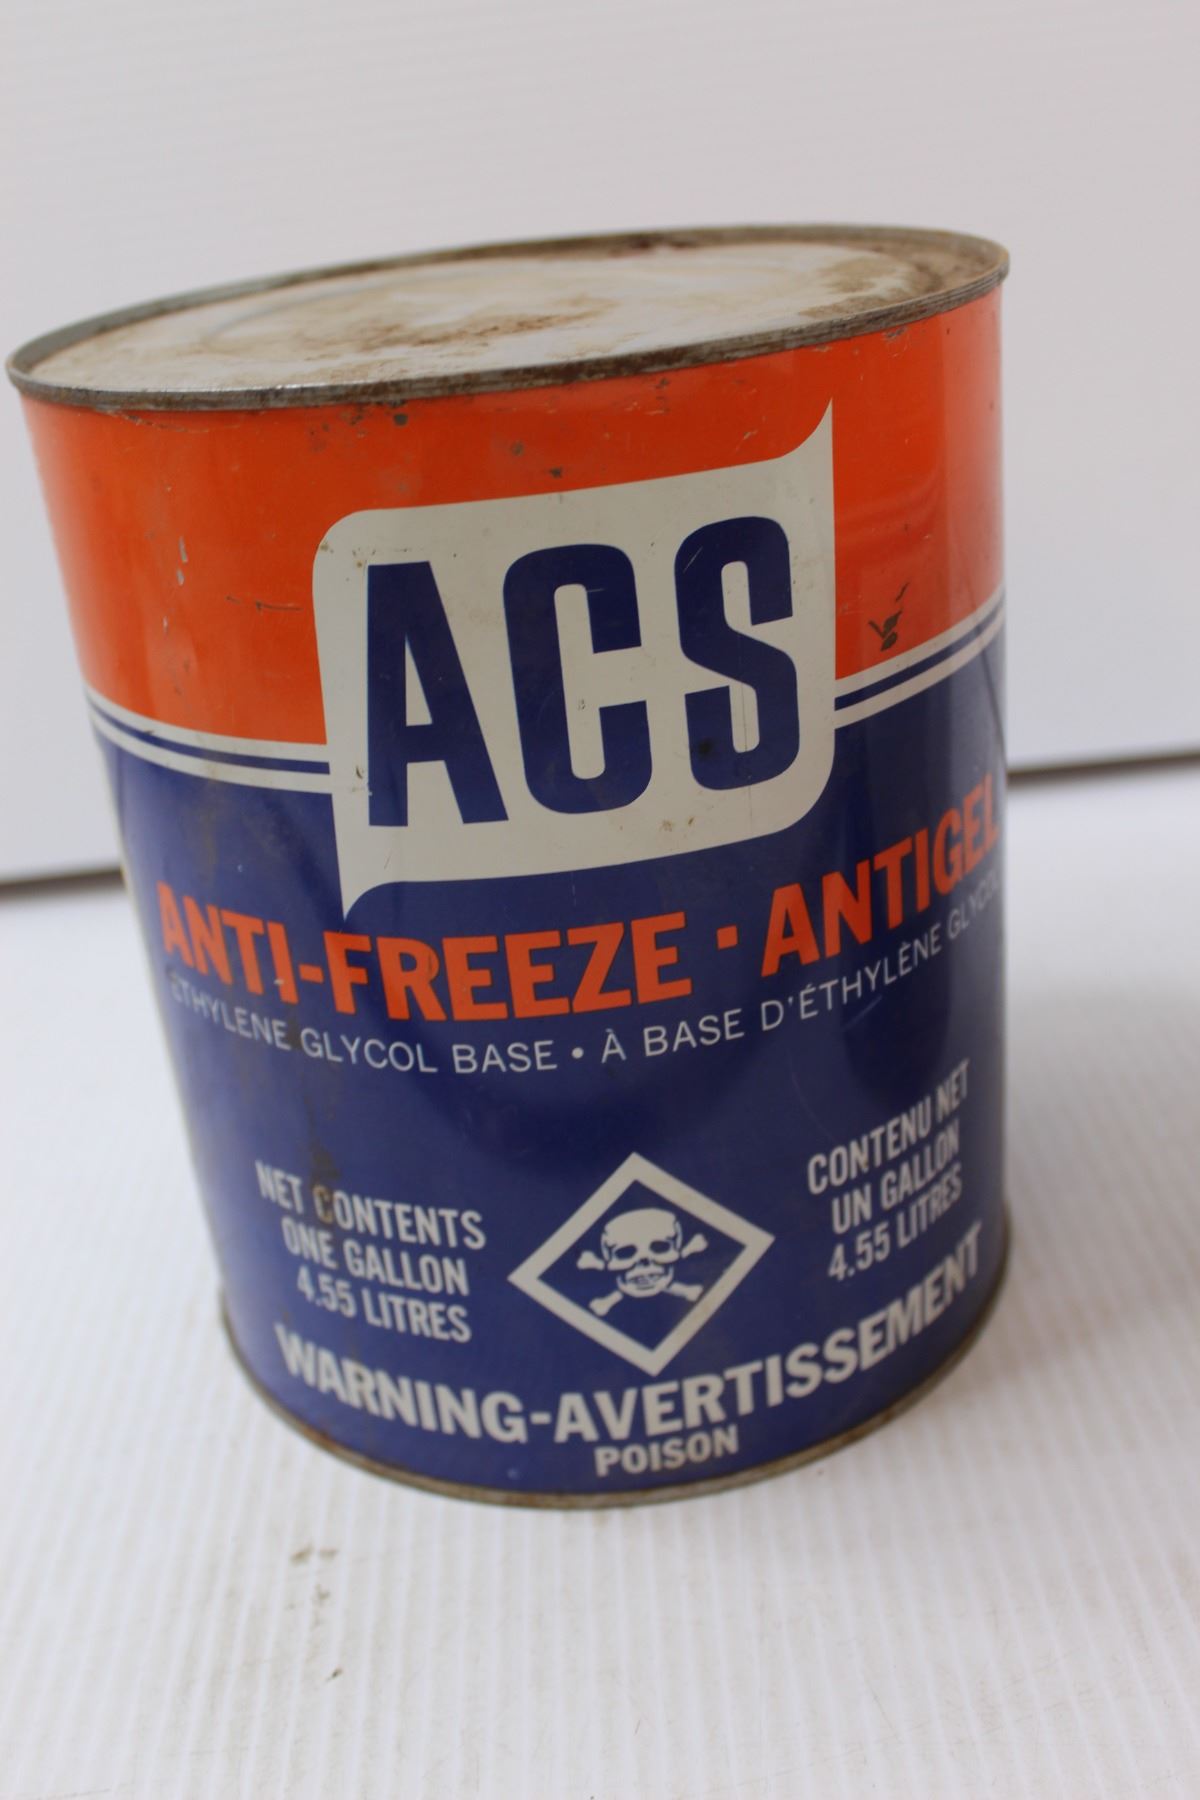 ACS
ANTI-FREEZE · ANTIGEL
ETHYLENE GLYCOL BASE • À BASE D'ÉTHYLÈNE GLYCOL
NET CONTENTS
ONE GALLON
4.55 LITRES
CONTENU NET
UN GALLON
4.55 LITRES
WARNING-AVERTISSEMENT
POISON